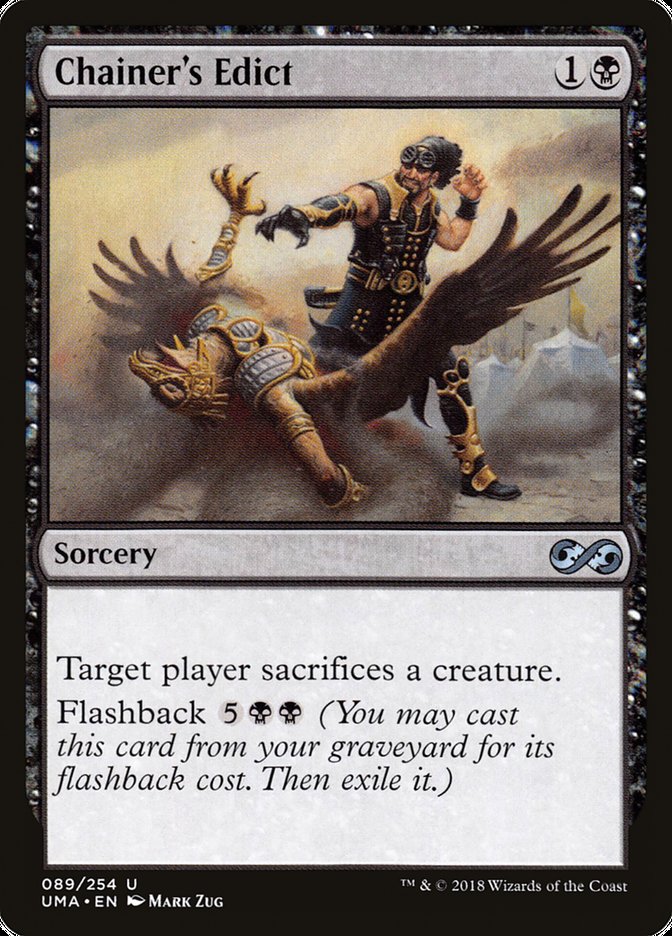 Chainer's Edict 1
Sorcery
Target player sacrifices a creature.
Flashback 5 (You may cast
this card from your graveyard for its
flashback cost. Then exile it.)
089/254 U
™ & © 2018 Wizards of the Coast
UMA • EN Mark Zug